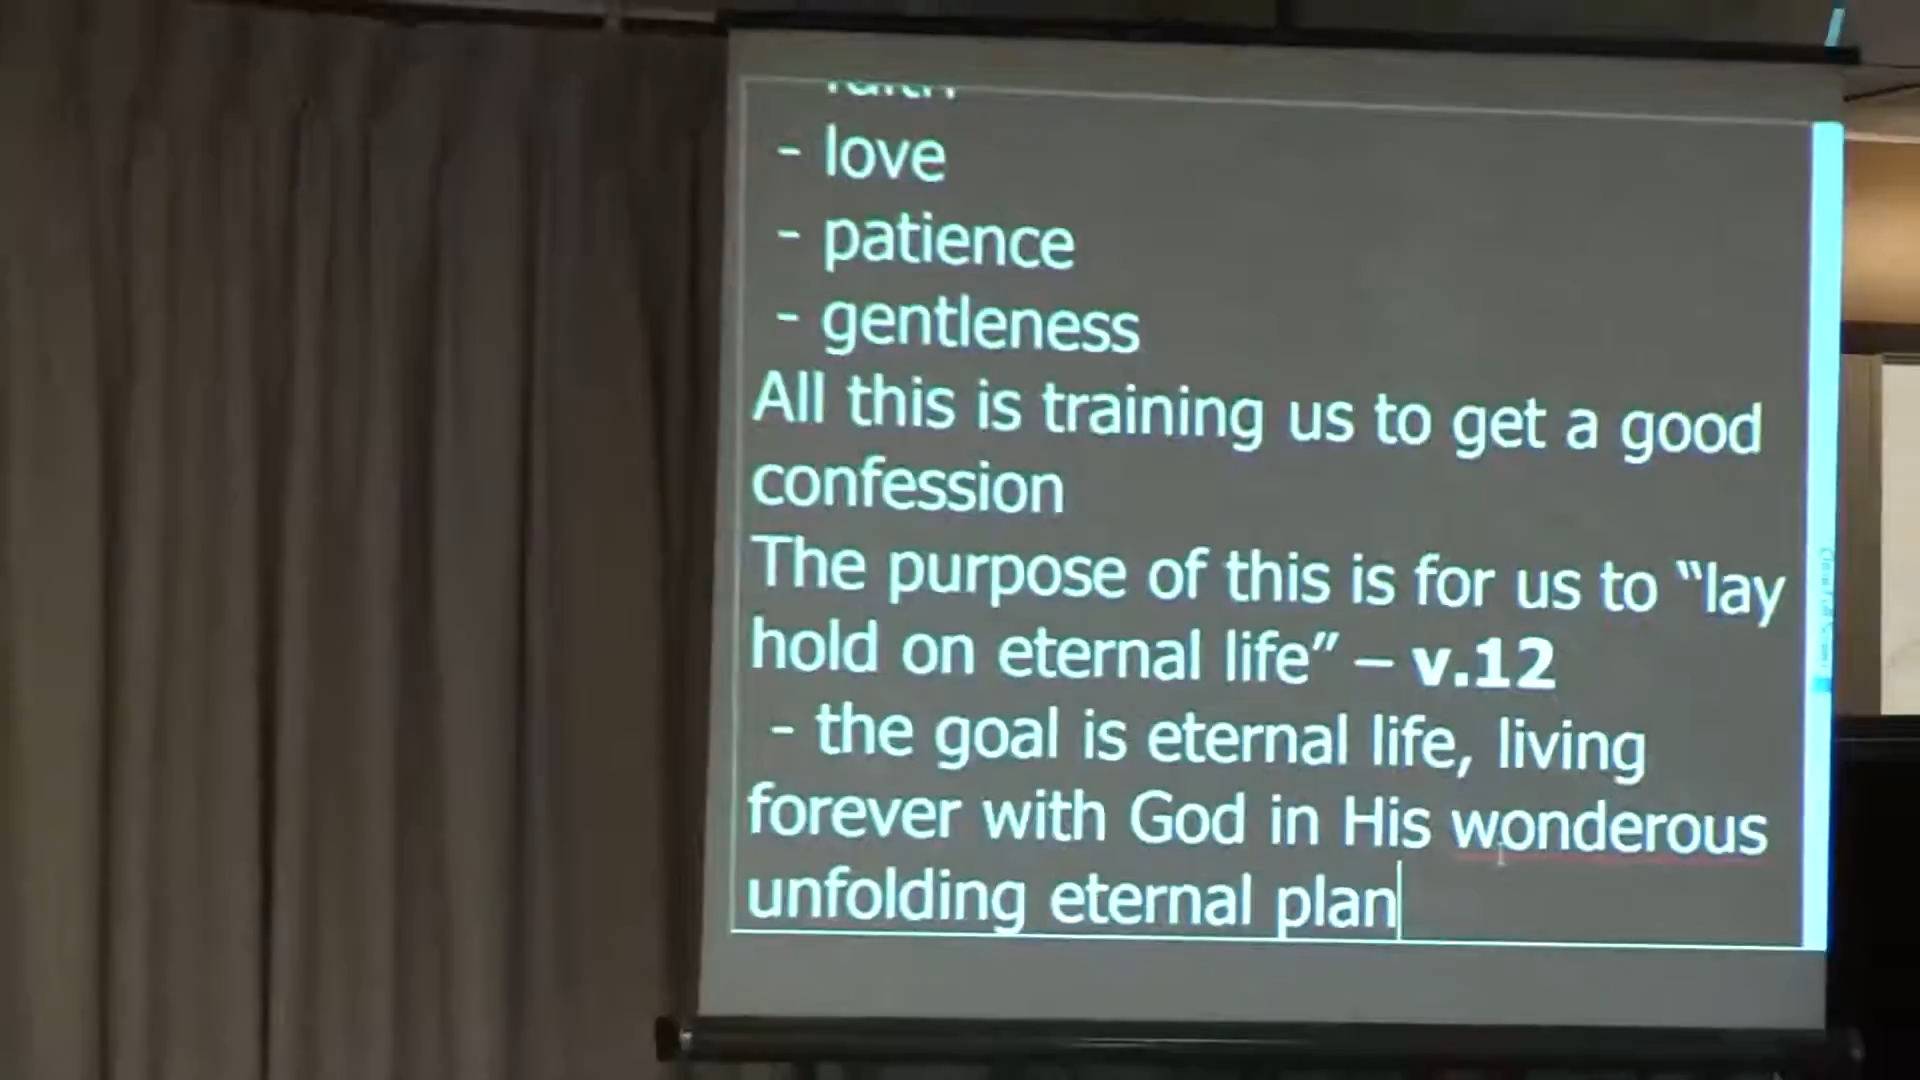 faith
- love
- patience
- gentleness
All this is training us to get a good
confession
The purpose of this is for us to “lay
hold on eternal life” – v.12
- the goal is eternal life, living
forever with God in His wonderous
unfolding eternal plan